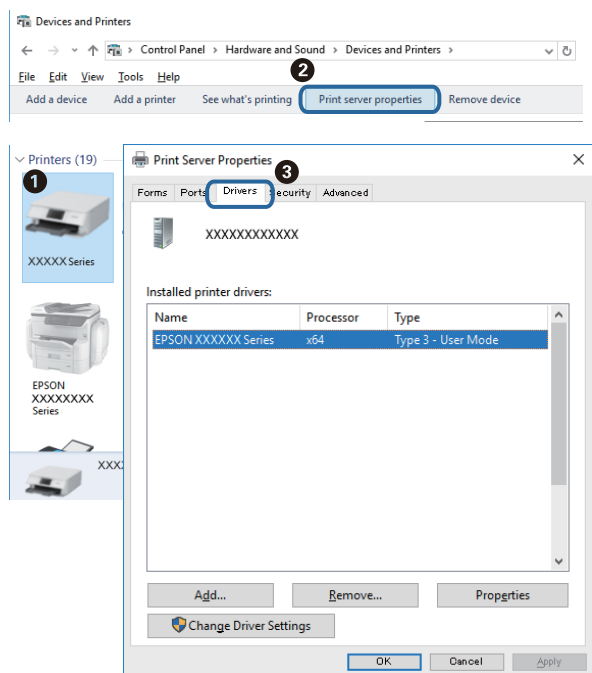 Devices and Printers
Control Panel > Hardware and Sound > Devices and Printers >
File Edit View Tools Help
2
Add a device Add a printer See what's printing Print server properties Remove device
Printers (19)
1
XXXXX Series
EPSON
XXXXXXXX
Series
XXX
Print Server Properties
3
Forms Ports Drivers Security Advanced
XXXXXXXXXXXX
Installed printer drivers:
Name Processor Type
EPSON XXXXXX Series x64 Type 3 - User Mode
Add... Remove... Properties
Change Driver Settings
OK Cancel Apply